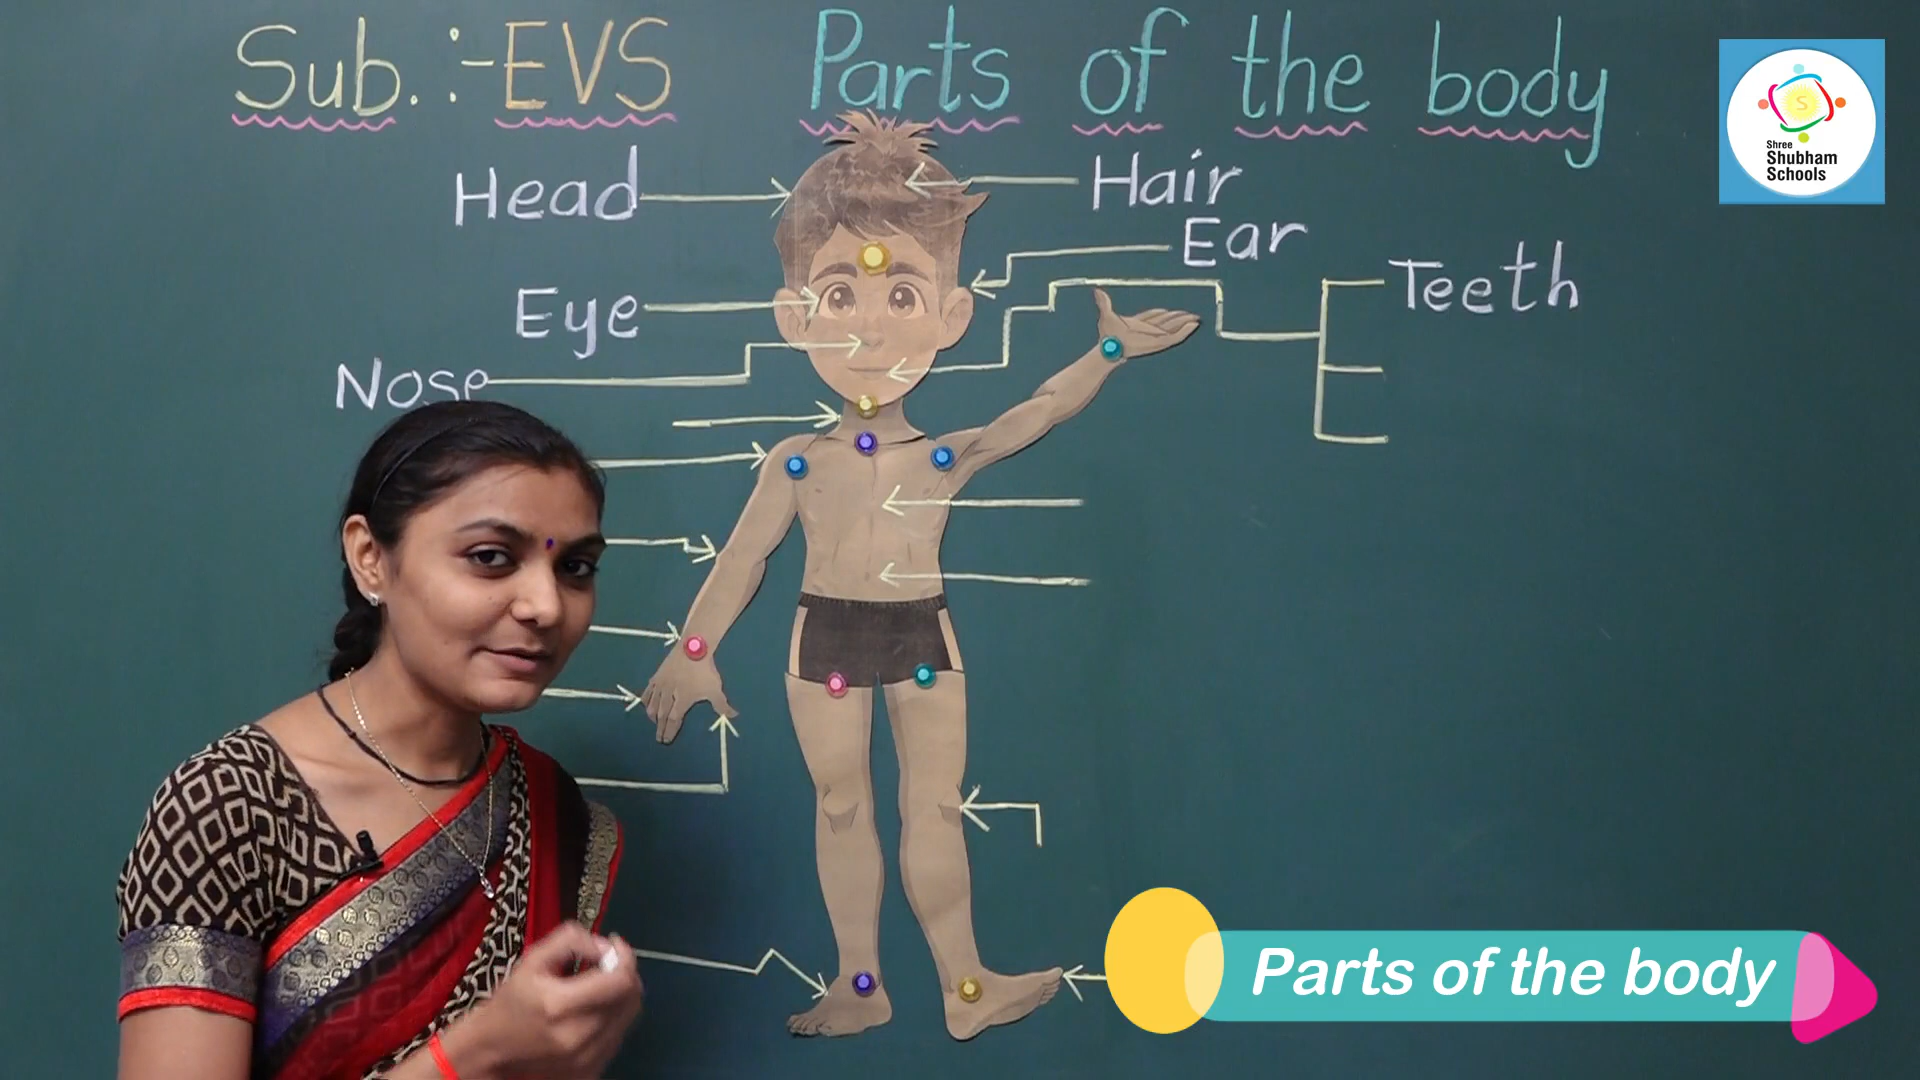 Sub. :- EVS
Parts of the body
Head
Hair
Ear
Eye
Teeth
Nose
Shree
Shubham
Schools
S
Parts of the body